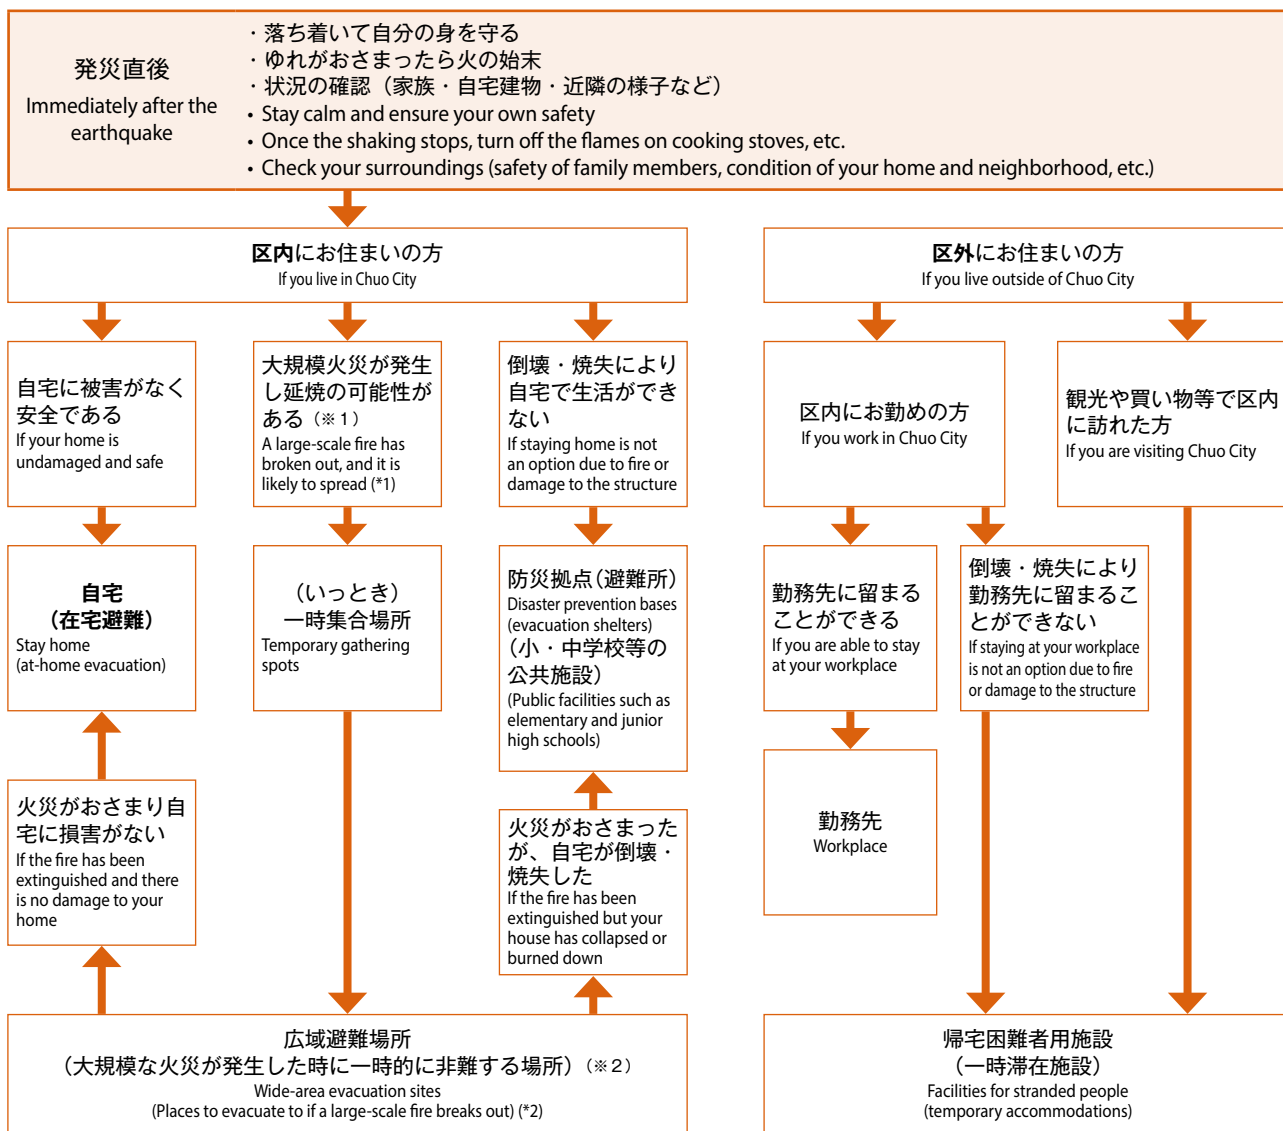 発災直後
Immediately after the
earthquake
・落ち着いて自分の身を守る
・ゆれがおさまったら火の始末
・状況の確認（家族・自宅建物・近隣の様子など）
• Stay calm and ensure your own safety
• Once the shaking stops, turn off the flames on cooking stoves, etc.
• Check your surroundings (safety of family members, condition of your home and neighborhood, etc.)
区内にお住まいの方
If you live in Chuo City
区外にお住まいの方
If you live outside of Chuo City
自宅に被害がなく
安全である
If your home is
undamaged and safe
大規模火災が発生
し延焼の可能性が
ある（※１）
A large-scale fire has
broken out, and it is
likely to spread (*1)
倒壊・焼失により
自宅で生活ができ
ない
If staying home is not
an option due to fire or
damage to the structure
区内にお勤めの方
If you work in Chuo City
観光や買い物等で区内
に訪れた方
If you are visiting Chuo City
自宅
（在宅避難）
Stay home
(at-home evacuation)
（いっとき）
一時集合場所
Temporary gathering
spots
防災拠点（避難所）
Disaster prevention bases
(evacuation shelters)
（小・中学校等の
公共施設）
(Public facilities such as
elementary and junior
high schools)
勤務先に留まる
ことができる
If you are able to stay
at your workplace
倒壊・焼失により
勤務先に留まるこ
とができない
If staying at your workplace
is not an option due to fire
or damage to the structure
火災がおさまり自
宅に損害がない
If the fire has been
extinguished and there
is no damage to your
home
火災がおさまった
が、自宅が倒壊・
焼失した
If the fire has been
extinguished but your
house has collapsed or
burned down
勤務先
Workplace
広域避難場所
（大規模な火災が発生した時に一時的に非難する場所）（※２）
Wide-area evacuation sites
(Places to evacuate to if a large-scale fire breaks out) (*2)
帰宅困難者用施設
（一時滞在施設）
Facilities for stranded people
(temporary accommodations)